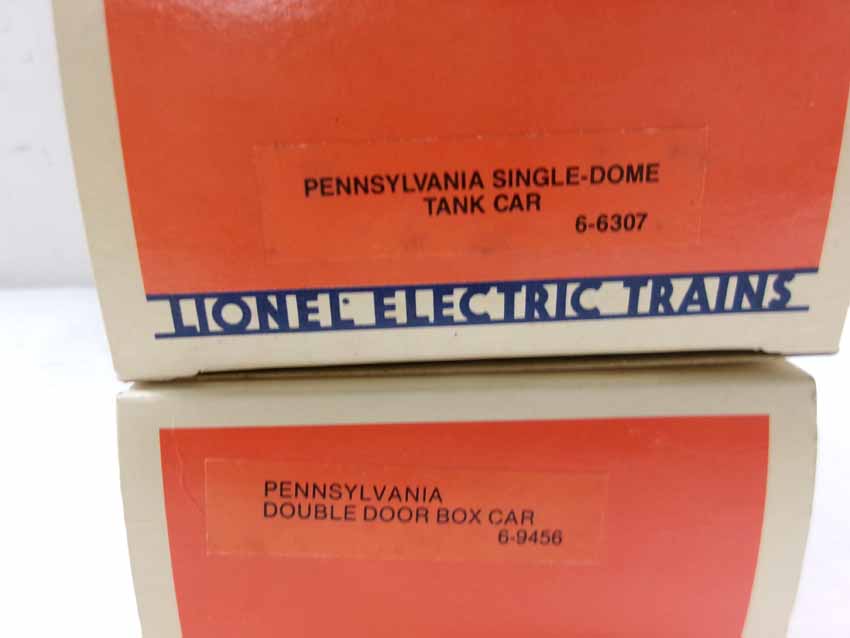 PENNSYLVANIA SINGLE-DOME
TANK CAR
6-6307
LIONEL ELECTRIC TRAINS
PENNSYLVANIA
DOUBLE DOOR BOX CAR
6-9456